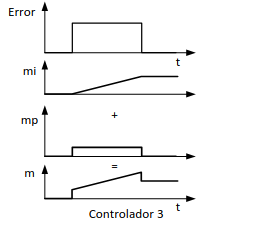 Error
t
mi
mp
+
=
m
t
Controlador 3